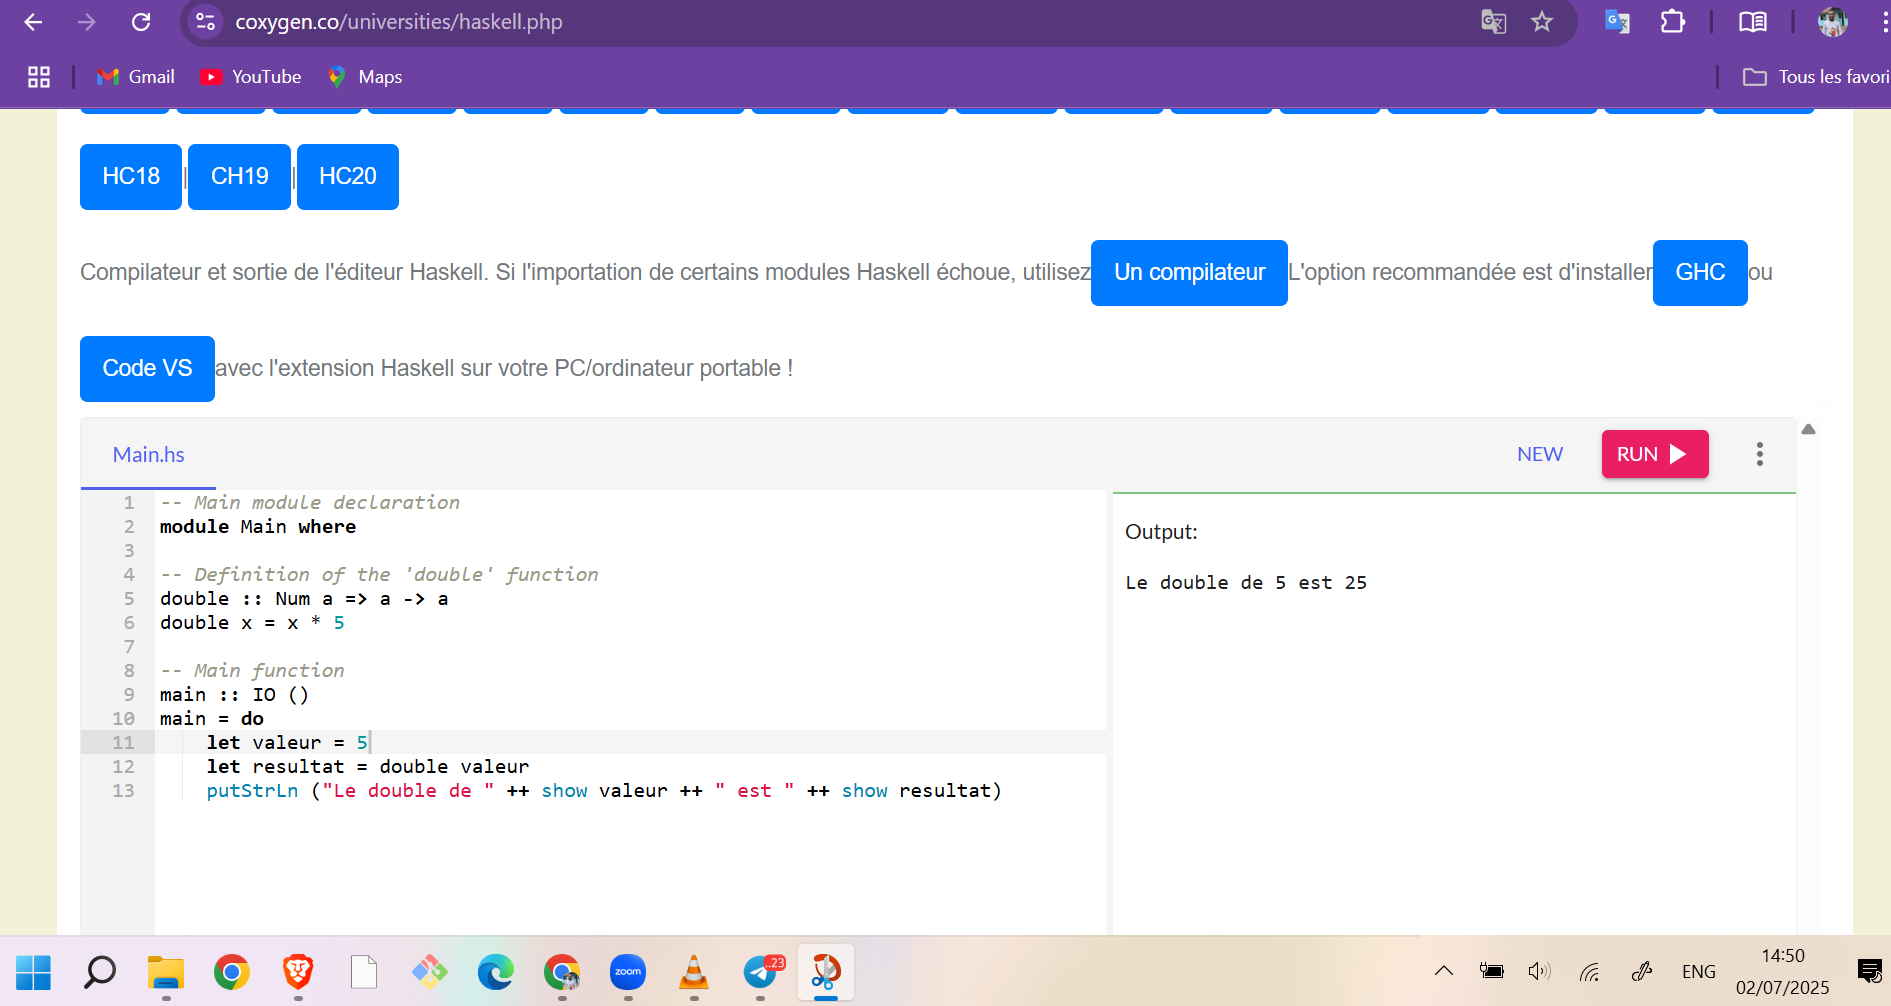 coxygen.co/universities/haskell.php
Gmail YouTube Maps Tous les favori
HC18 | CH19 | HC20
Compilateur et sortie de l'éditeur Haskell. Si l'importation de certains modules Haskell échoue, utilisez Un compilateur L'option recommandée est d'installer GHC ou
Code VS avec l'extension Haskell sur votre PC/ordinateur portable !
Main.hs NEW RUN
1 -- Main module declaration
2 module Main where
3
4 -- Definition of the 'double' function
5 double :: Num a => a -> a
6 double x = x * 5
7
8 -- Main function
9 main :: IO ()
10 main = do
11 let valeur = 5
12 let resultat = double valeur
13 putStrLn ("Le double de " ++ show valeur ++ " est " ++ show resultat)
Output:
Le double de 5 est 25
zoom
..23
ENG
14:50
02/07/2025